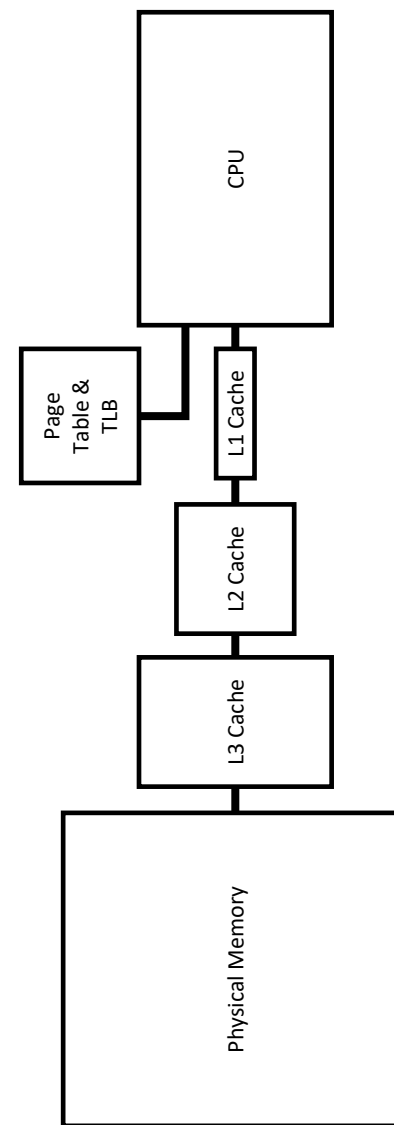 CPU
Page
Table &
TLB
L1 Cache
L2 Cache
L3 Cache
Physical Memory